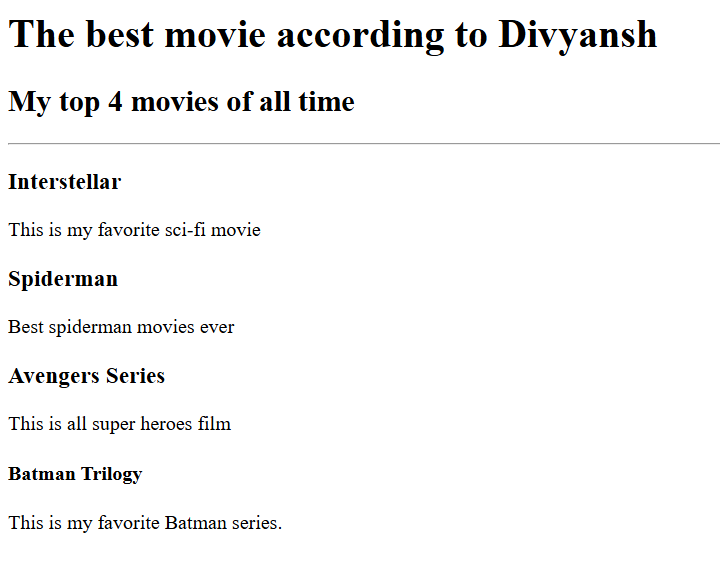 The best movie according to Divyansh
My top 4 movies of all time
Interstellar
This is my favorite sci-fi movie
Spiderman
Best spiderman movies ever
Avengers Series
This is all super heroes film
Batman Trilogy
This is my favorite Batman series.